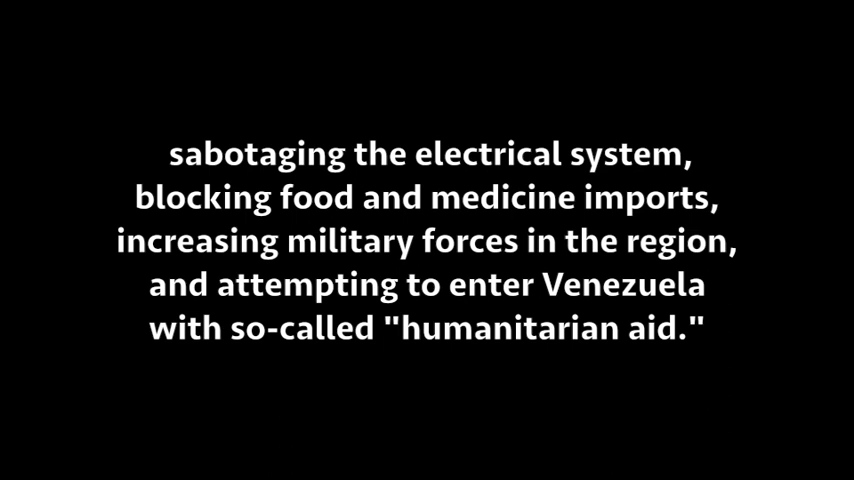 sabotaging the electrical system,
blocking food and medicine imports,
increasing military forces in the region,
and attempting to enter Venezuela
with so-called "humanitarian aid."